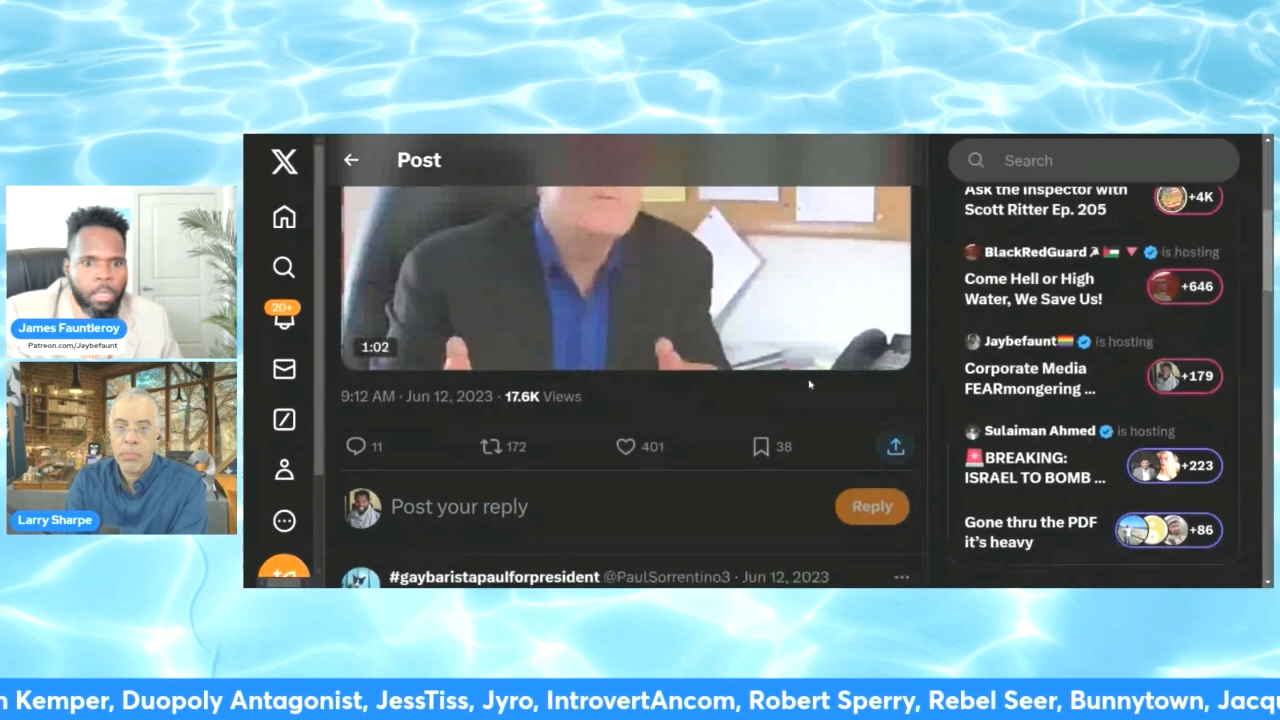 Post
Search
Ask the Inspector with
Scott Ritter Ep. 205
+4K
BlackRedGuard is hosting
Come Hell or High
Water, We Save Us!
+646
Jaybefaunt is hosting
Corporate Media
FEARmongering ...
+179
Sulaiman Ahmed is hosting
BREAKING:
ISRAEL TO BOMB ...
+223
Gone thru the PDF
it's heavy
+86
20+
1:02
9:12 AM · Jun 12, 2023 · 17.6K Views
11
172
401
38
Post your reply
Reply
#gaybaristapaulforpresident @PaulSorrentino3 · Jun 12, 2023
James Fauntleroy
Patreon.com/Jaybefaunt
Larry Sharpe
Kemper, Duopoly Antagonist, JessTiss, Jyro, IntrovertAncom, Robert Sperry, Rebel Seer, Bunnytown,